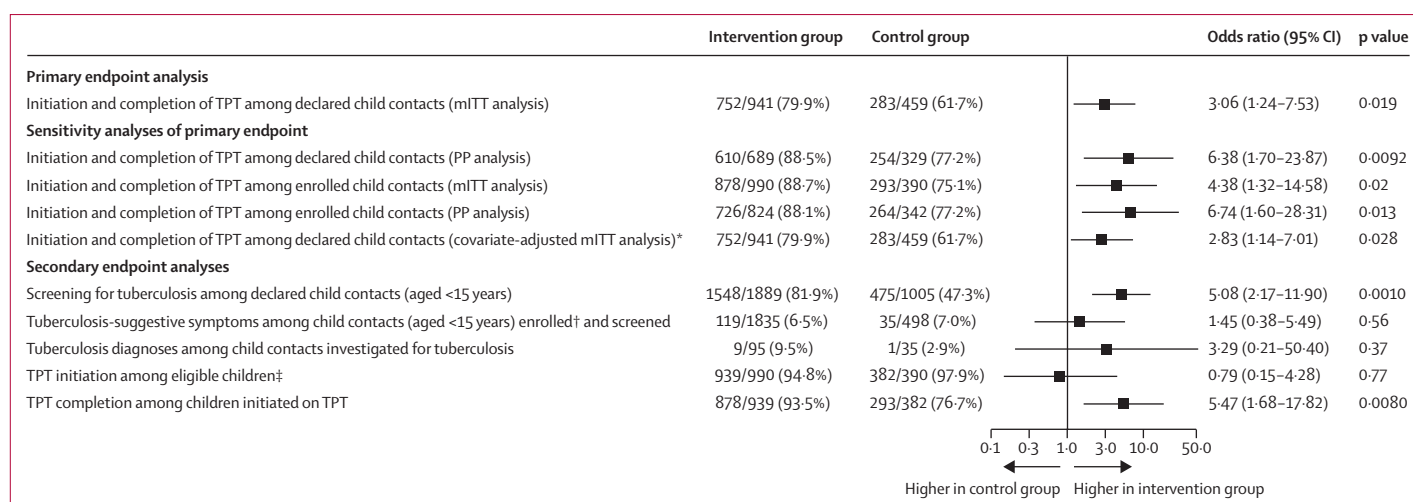 Intervention group Control group Odds ratio (95% CI) p value
Primary endpoint analysis
Initiation and completion of TPT among declared child contacts (mITT analysis) 752/941 (79·9%) 283/459 (61·7%) 3·06 (1·24–7·53) 0·019
Sensitivity analyses of primary endpoint
Initiation and completion of TPT among declared child contacts (PP analysis) 610/689 (88·5%) 254/329 (77·2%) 6·38 (1·70–23·87) 0·0092
Initiation and completion of TPT among enrolled child contacts (mITT analysis) 878/990 (88·7%) 293/390 (75·1%) 4·38 (1·32–14·58) 0·02
Initiation and completion of TPT among enrolled child contacts (PP analysis) 726/824 (88·1%) 264/342 (77·2%) 6·74 (1·60–28·31) 0·013
Initiation and completion of TPT among declared child contacts (covariate-adjusted mITT analysis)* 752/941 (79·9%) 283/459 (61·7%) 2·83 (1·14–7·01) 0·028
Secondary endpoint analyses
Screening for tuberculosis among declared child contacts (aged <15 years) 1548/1889 (81·9%) 475/1005 (47·3%) 5·08 (2·17–11·90) 0·0010
Tuberculosis-suggestive symptoms among child contacts (aged <15 years) enrolled† and screened 119/1835 (6·5%) 35/498 (7·0%) 1·45 (0·38–5·49) 0·56
Tuberculosis diagnoses among child contacts investigated for tuberculosis 9/95 (9·5%) 1/35 (2·9%) 3·29 (0·21–50·40) 0·37
TPT initiation among eligible children‡ 939/990 (94·8%) 382/390 (97·9%) 0·79 (0·15–4·28) 0·77
TPT completion among children initiated on TPT 878/939 (93·5%) 293/382 (76·7%) 5·47 (1·68–17·82) 0·0080
0·1 0·3 1·0 3·0 10·0 50·0
Higher in control group Higher in intervention group